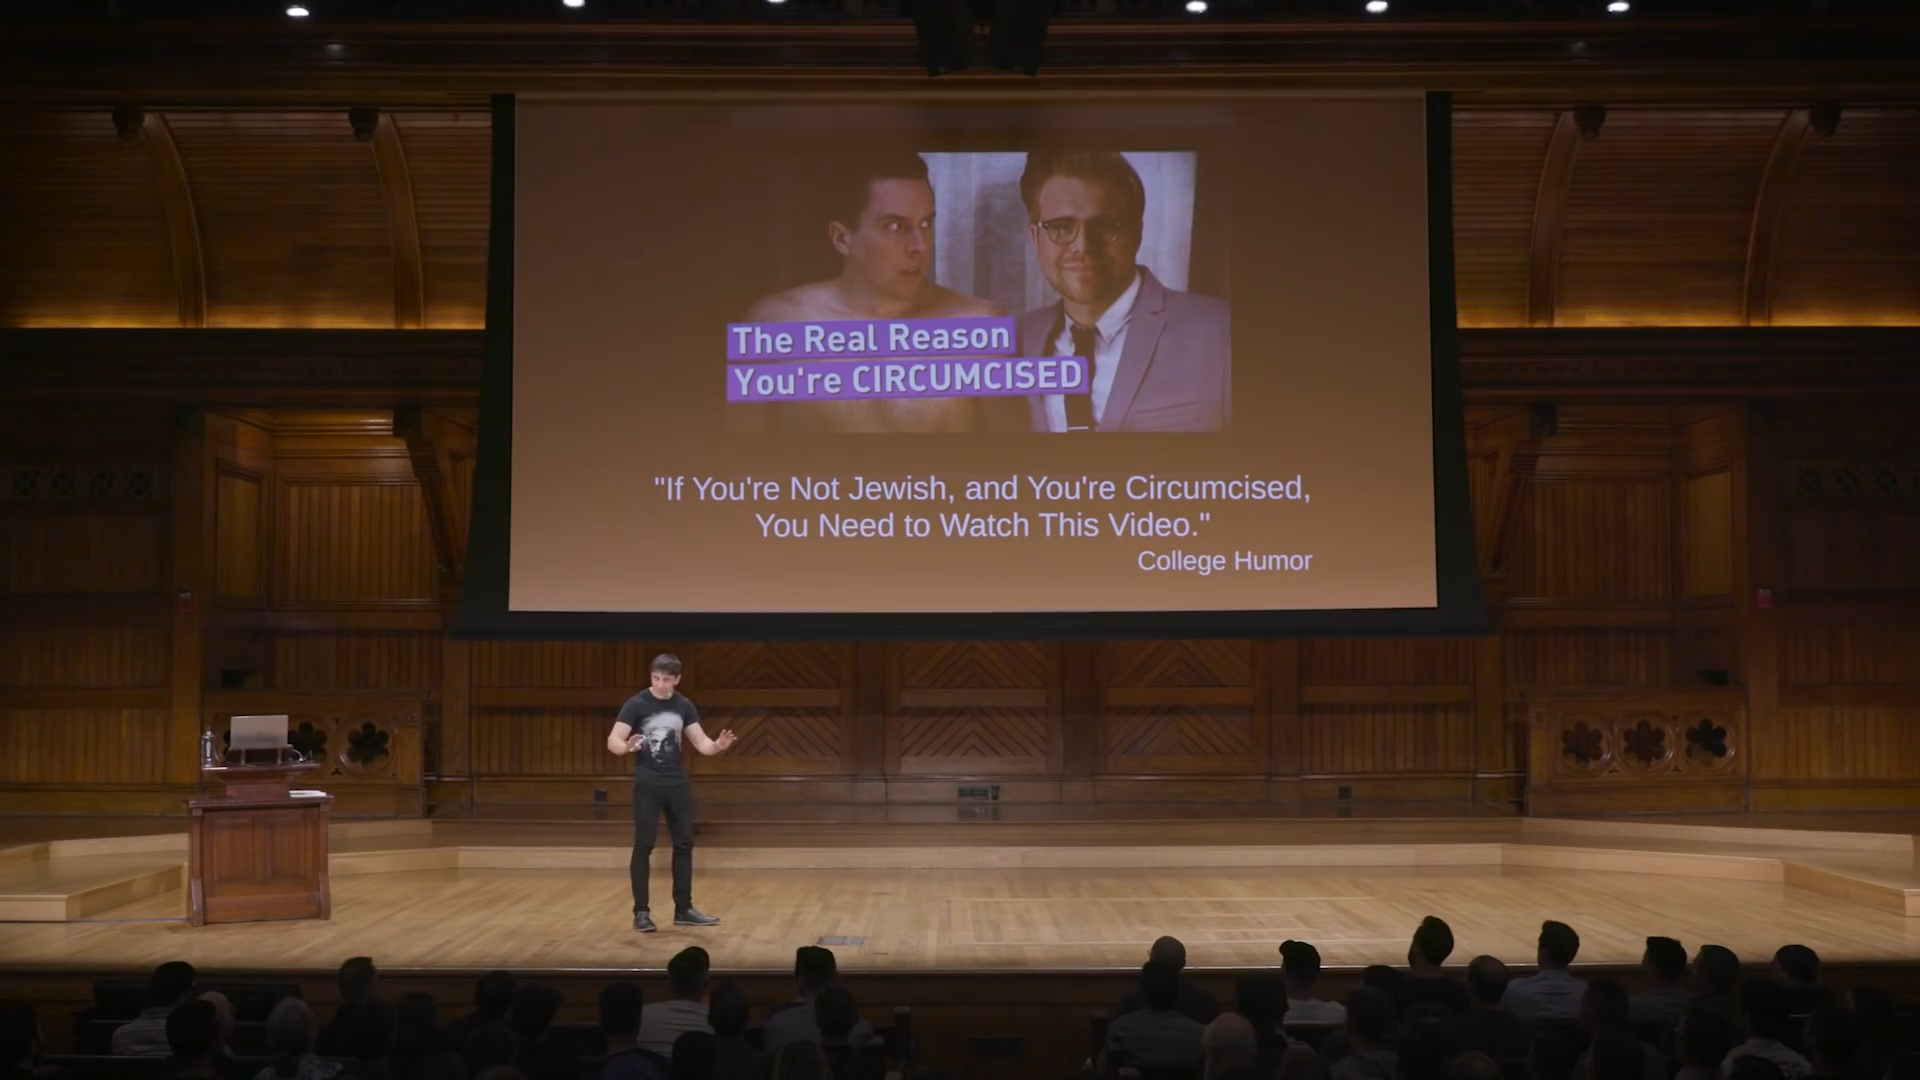 The Real Reason
You're CIRCUMCISED
"If You're Not Jewish, and You're Circumcised,
You Need to Watch This Video."
College Humor